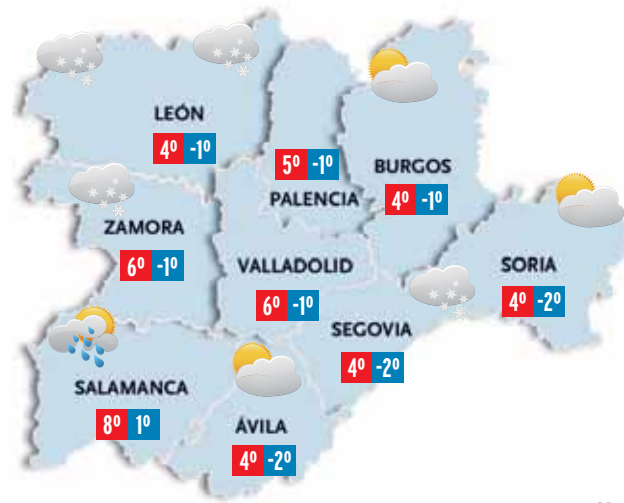 LEÓN
4º -1º
5º -1º
PALENCIA
BURGOS
4º -1º
ZAMORA
6º -1º
VALLADOLID
6º -1º
SORIA
4º -2º
SEGOVIA
4º -2º
SALAMANCA
8º 1º
ÁVILA
4º -2º